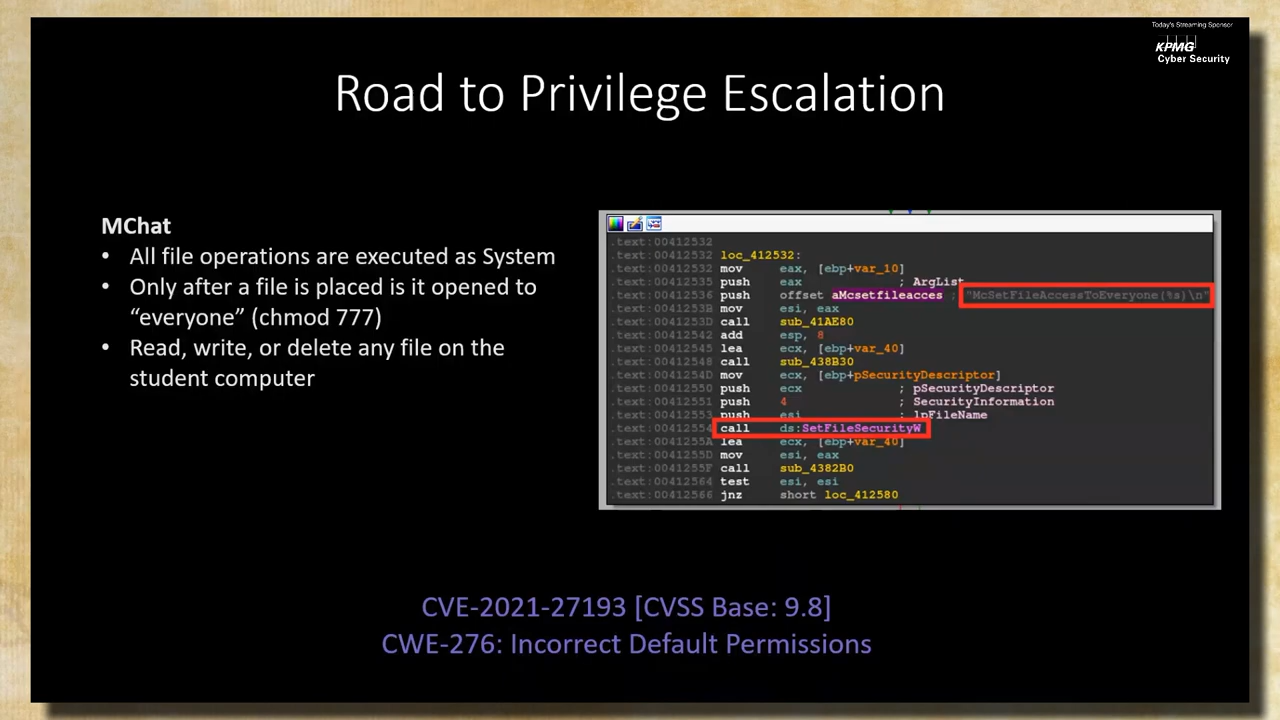 Today's Streaming Sponsor
KPMG
Cyber Security
Road to Privilege Escalation
MChat
• All file operations are executed as System
• Only after a file is placed is it opened to
“everyone” (chmod 777)
• Read, write, or delete any file on the
student computer
.text:00412532
.text:00412532 loc_412532:
.text:00412532 mov eax, [ebp+var_10]
.text:00412535 push eax ; ArgList
.text:00412536 push offset aMcsetfileacces ; "McSetFileAccessToEveryone(%s)\n"
.text:0041253B mov esi, eax
.text:0041253D call sub_41AE80
.text:00412542 add esp, 8
.text:00412545 lea ecx, [ebp+var_40]
.text:00412548 call sub_438B30
.text:0041254D mov ecx, [ebp+pSecurityDescriptor]
.text:00412550 push ecx ; pSecurityDescriptor
.text:00412551 push 4 ; SecurityInformation
.text:00412553 push esi ; lpFileName
.text:00412554 call ds:SetFileSecurityW
.text:0041255A lea ecx, [ebp+var_40]
.text:0041255D mov esi, eax
.text:0041255F call sub_4382B0
.text:00412564 test esi, esi
.text:00412566 jnz short loc_412580
CVE-2021-27193 [CVSS Base: 9.8]
CWE-276: Incorrect Default Permissions